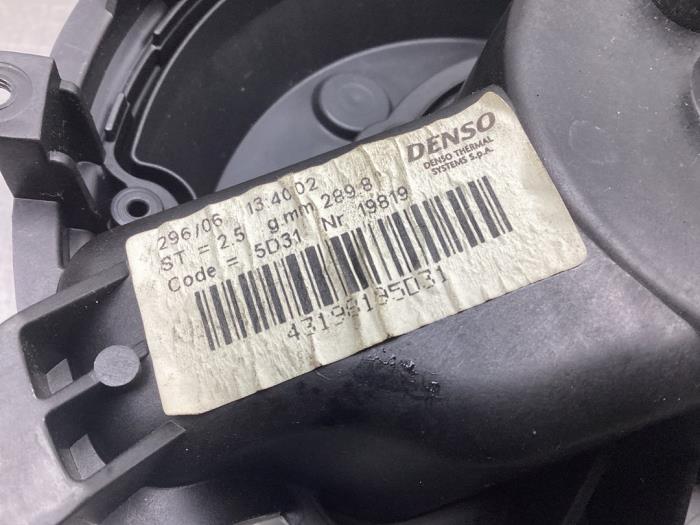 DENSO
DENSO THERMAL
SYSTEMS S.p.A.
296/06 13:40:02
ST = 2.5 g.mm 289.8
Code = 5D31 Nr 19819
43198195D31